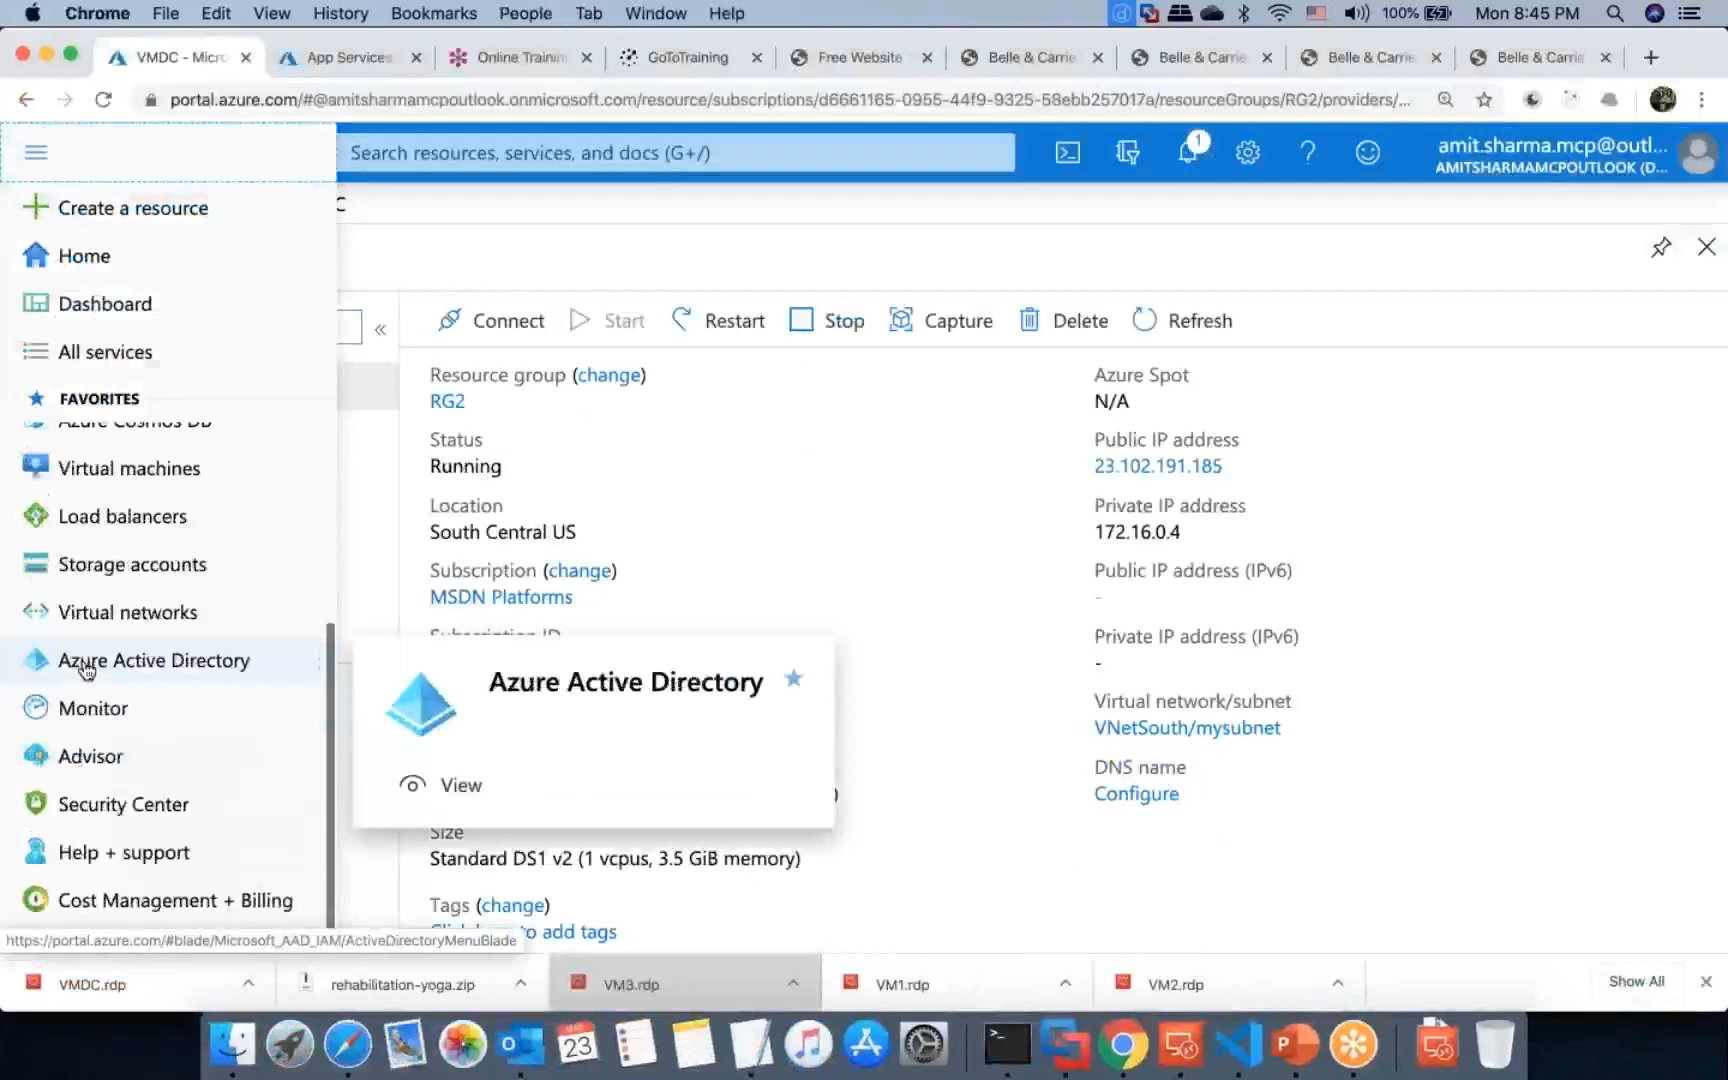 Chrome File Edit View History Bookmarks People Tab Window Help 100% Mon 8:45 PM
VMDC - Micro App Services Online Trainin GoToTraining Free Website Belle & Carrie Belle & Carrie Belle & Carrie Belle & Carrie
portal.azure.com/#@amitsharmamcpoutlook.onmicrosoft.com/resource/subscriptions/d6661165-0955-44f9-9325-58ebb257017a/resourceGroups/RG2/providers/...
Search resources, services, and docs (G+/)
1
amit.sharma.mcp@outl...
AMITSHARMAMCPOUTLOOK (D...
Create a resource
C
Home
Dashboard
All services
FAVORITES
Azure Cosmos DB
Virtual machines
Load balancers
Storage accounts
Virtual networks
Azure Active Directory
Monitor
Advisor
Security Center
Help + support
Cost Management + Billing
https://portal.azure.com/#blade/Microsoft_AAD_IAM/ActiveDirectoryMenuBlade
Connect Start Restart Stop Capture Delete Refresh
Resource group (change)
RG2
Status
Running
Location
South Central US
Subscription (change)
MSDN Platforms
Subscription ID
Azure Active Directory
View
)
Size
Standard DS1 v2 (1 vcpus, 3.5 GiB memory)
Tags (change)
Click here to add tags
Azure Spot
N/A
Public IP address
23.102.191.185
Private IP address
172.16.0.4
Public IP address (IPv6)
-
Private IP address (IPv6)
-
Virtual network/subnet
VNetSouth/mysubnet
DNS name
Configure
VMDC.rdp rehabilitation-yoga.zip VM3.rdp VM1.rdp VM2.rdp Show All
23